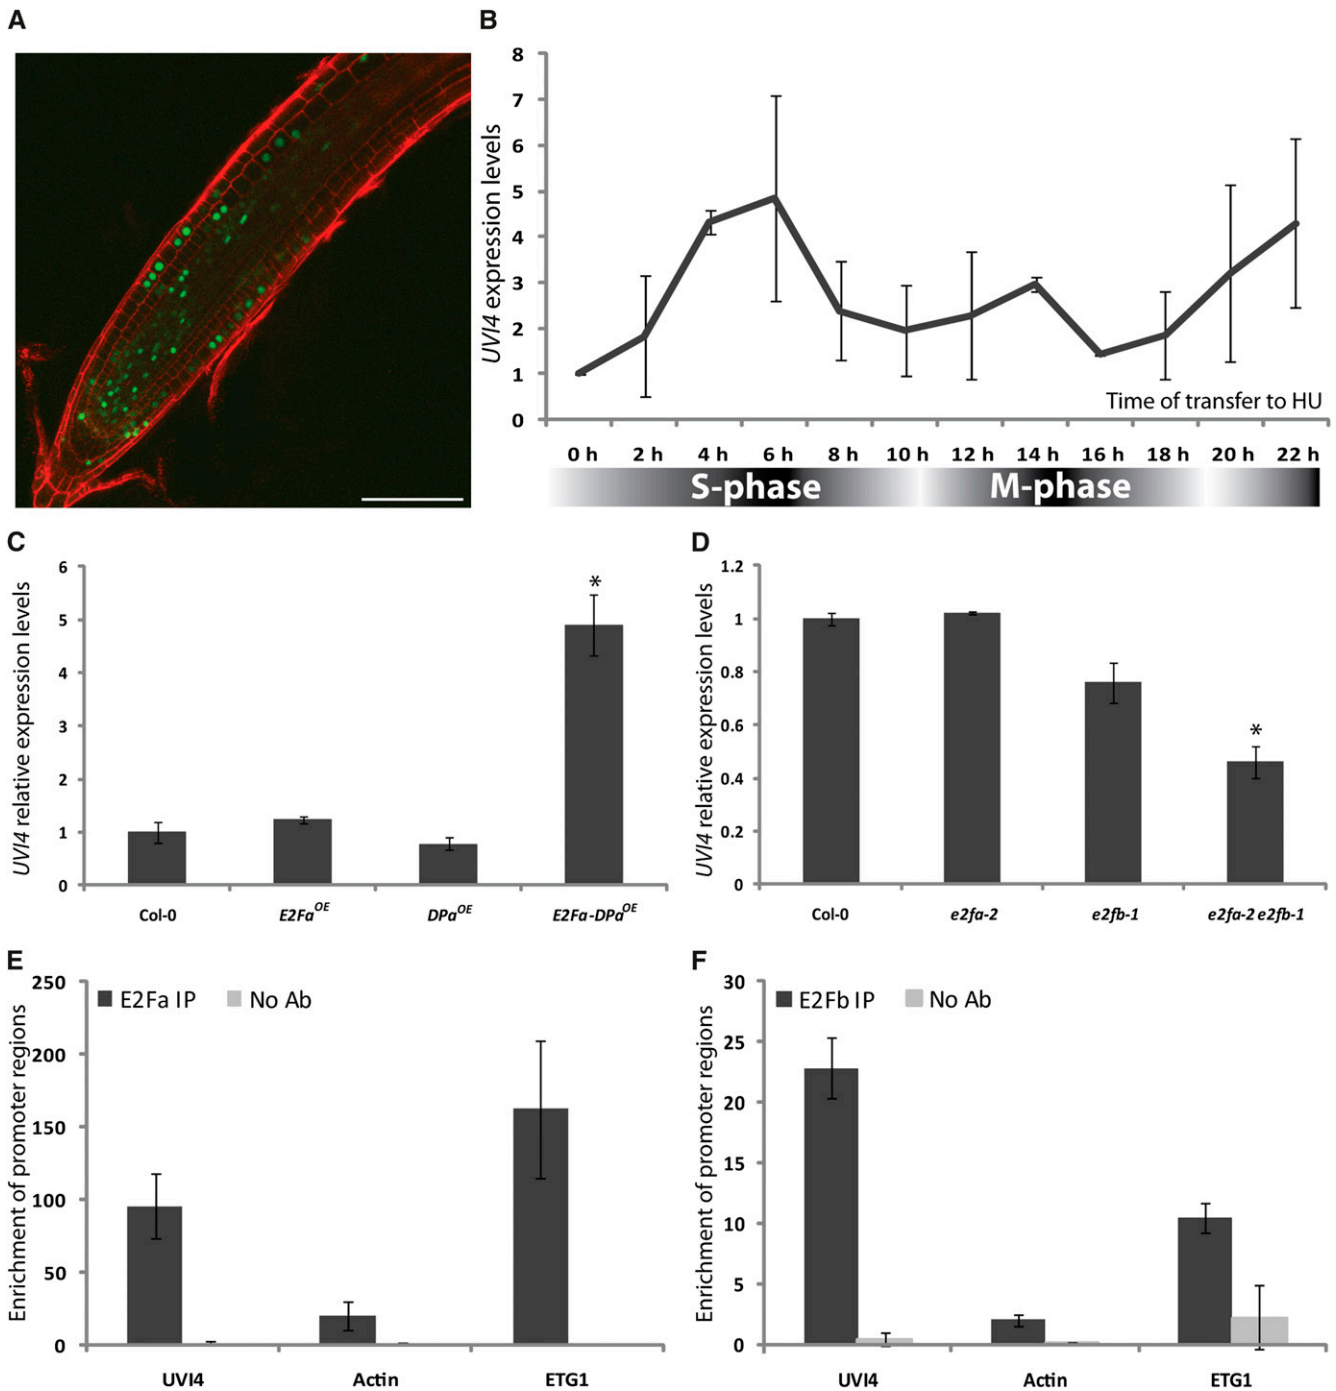 A
B
8
7
6
5
4
3
2
1
0
UVI4 expression levels
Time of transfer to HU
0 h 2 h 4 h 6 h 8 h 10 h 12 h 14 h 16 h 18 h 20 h 22 h
S-phase M-phase
C
6
5
4
3
2
1
0
UVI4 relative expression levels
*
Col-0 E2Fa^OE DPa^OE E2Fa-DPa^OE
D
1.2
1
0.8
0.6
0.4
0.2
0
UVI4 relative expression levels
*
Col-0 e2fa-2 e2fb-1 e2fa-2 e2fb-1
E
250
200
150
100
50
0
Enrichment of promoter regions
E2Fa IP No Ab
UVI4 Actin ETG1
F
30
25
20
15
10
5
0
Enrichment of promoter regions
E2Fb IP No Ab
UVI4 Actin ETG1